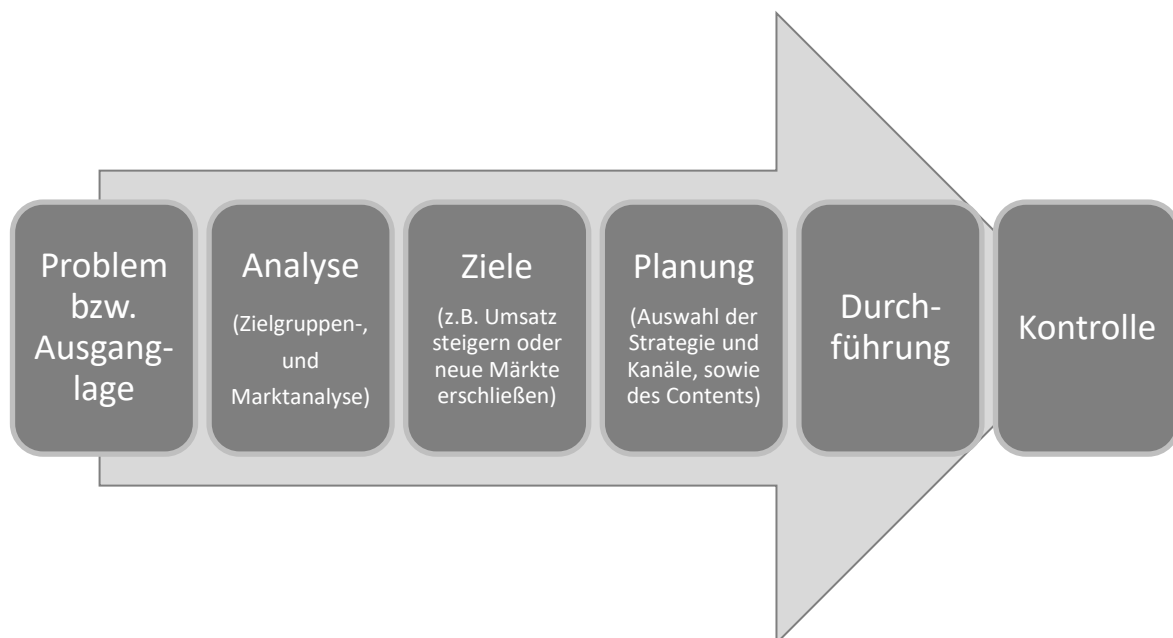 Problem
bzw.
Ausgang-
lage
Analyse
(Zielgruppen-,
und
Marktanalyse)
Ziele
(z.B. Umsatz
steigern oder
neue Märkte
erschließen)
Planung
(Auswahl der
Strategie und
Kanäle, sowie
des Contents)
Durch-
führung
Kontrolle